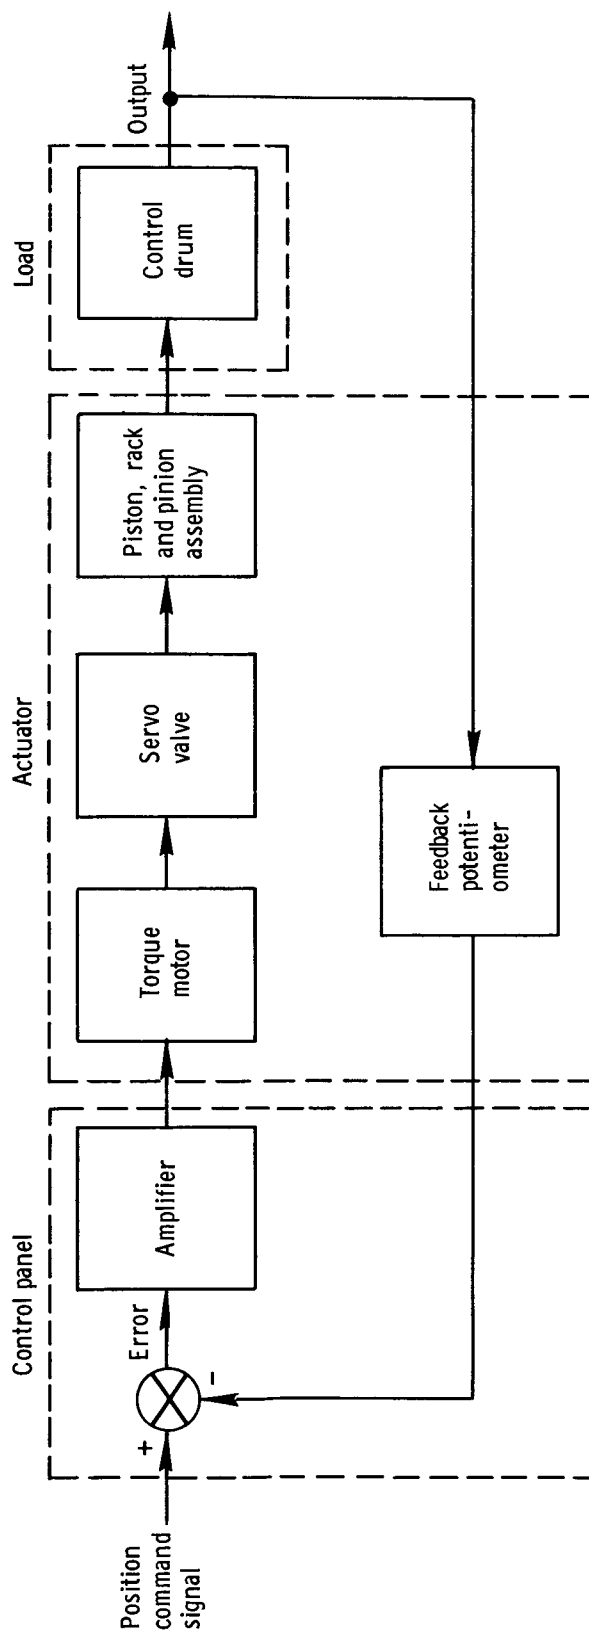 Control panel
Actuator
Load
Position
command
signal
+
-
Error
Amplifier
Torque
motor
Servo
valve
Piston, rack
and pinion
assembly
Control
drum
Output
Feedback
potenti-
ometer